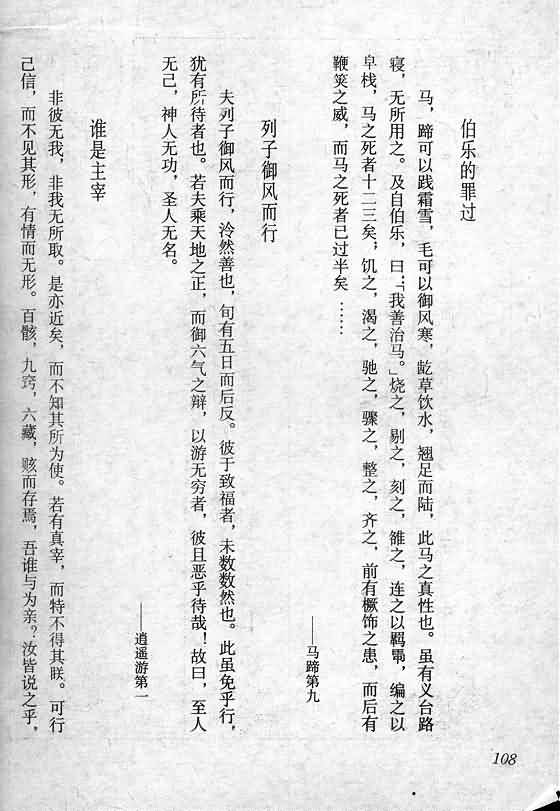 伯乐的罪过
马，蹄可以践霜雪，毛可以御风寒，龁草饮水，翘足而陆，此马之真性也。虽有义台路
寝，无所用之。及自伯乐，曰：“我善治马。”烧之，剔之，刻之，雒之，连之以羁馽，编之以
皁栈，马之死者十二三矣；饥之，渴之，驰之，骤之，整之，齐之，前有橛饰之患，而后有
鞭筴之威，而马之死者已过半矣……
——马蹄第九
列子御风而行
夫列子御风而行，泠然善也，旬有五日而后反。彼于致福者，未数数然也。此虽免乎行，
犹有所待者也。若夫乘天地之正，而御六气之辩，以游无穷者，彼且恶乎待哉！故曰，至人
无己，神人无功，圣人无名。
——逍遥游第一
谁是主宰
非彼无我，非我无所取。是亦近矣，而不知其所为使。若有真宰，而特不得其眹。可行
己信，而不见其形，有情而无形。百骸，九窍，六藏，赅而存焉，吾谁与为亲？汝皆说之乎，
108